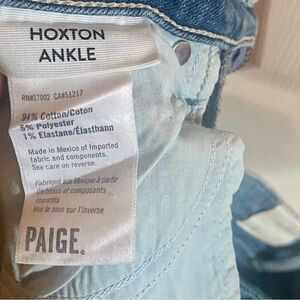 HOXTON
ANKLE
RN#27002 CA#51217
94% Cotton/Coton
5% Polyester
1% Elastane/Élasthann
Made in Mexico of imported
fabric and components.
See care on reverse.
Fabriqué aux Mexique à partir
de tissus et composants
importés
Voir le soin sur l'inverse.
PAIGE.